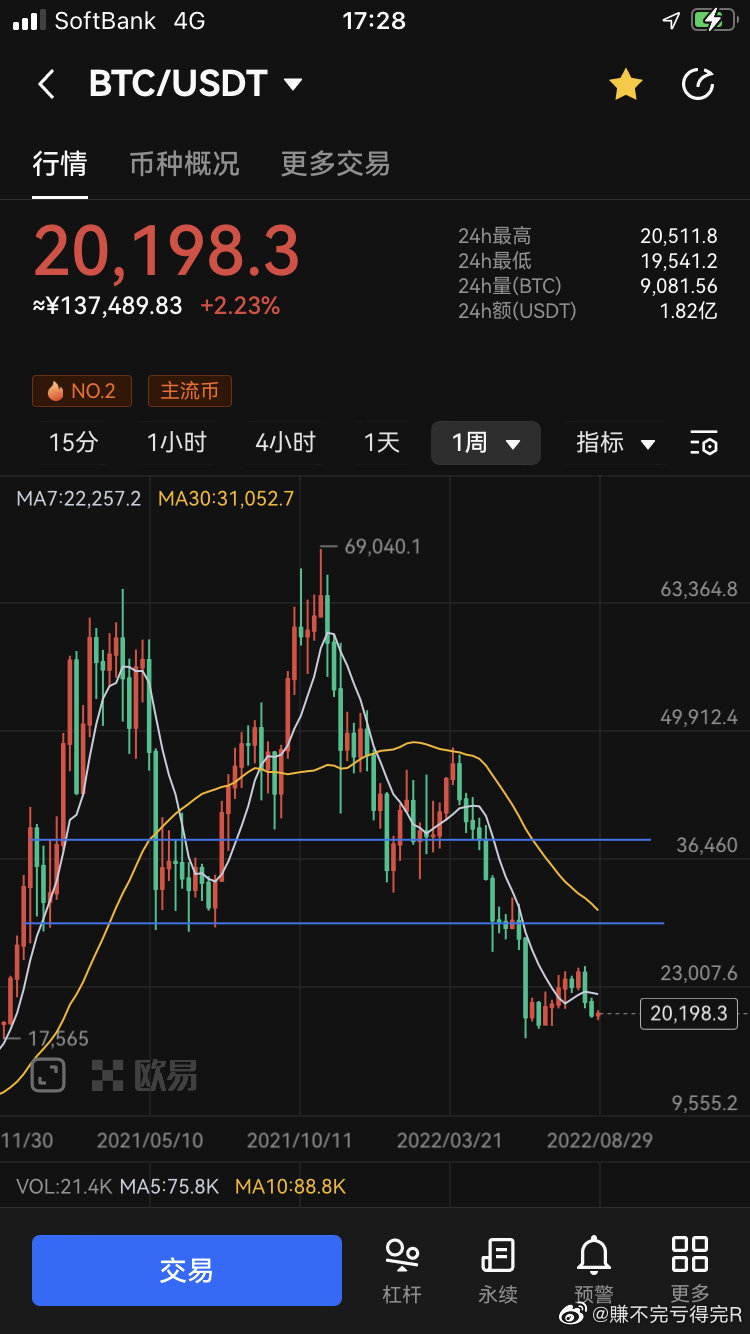 SoftBank 4G 17:28
BTC/USDT
行情 币种概况 更多交易
20,198.3
≈¥137,489.83 +2.23%
24h最高 20,511.8
24h最低 19,541.2
24h量(BTC) 9,081.56
24h额(USDT) 1.82亿
NO.2 主流币
15分 1小时 4小时 1天 1周 指标
MA7:22,257.2 MA30:31,052.7
69,040.1
63,364.8
49,912.4
36,460
23,007.6
20,198.3
17,565
欧易
9,555.2
11/30 2021/05/10 2021/10/11 2022/03/21 2022/08/29
VOL:21.4K MA5:75.8K MA10:88.8K
交易 杠杆 永续 预警 更多
@賺不完亏得完R